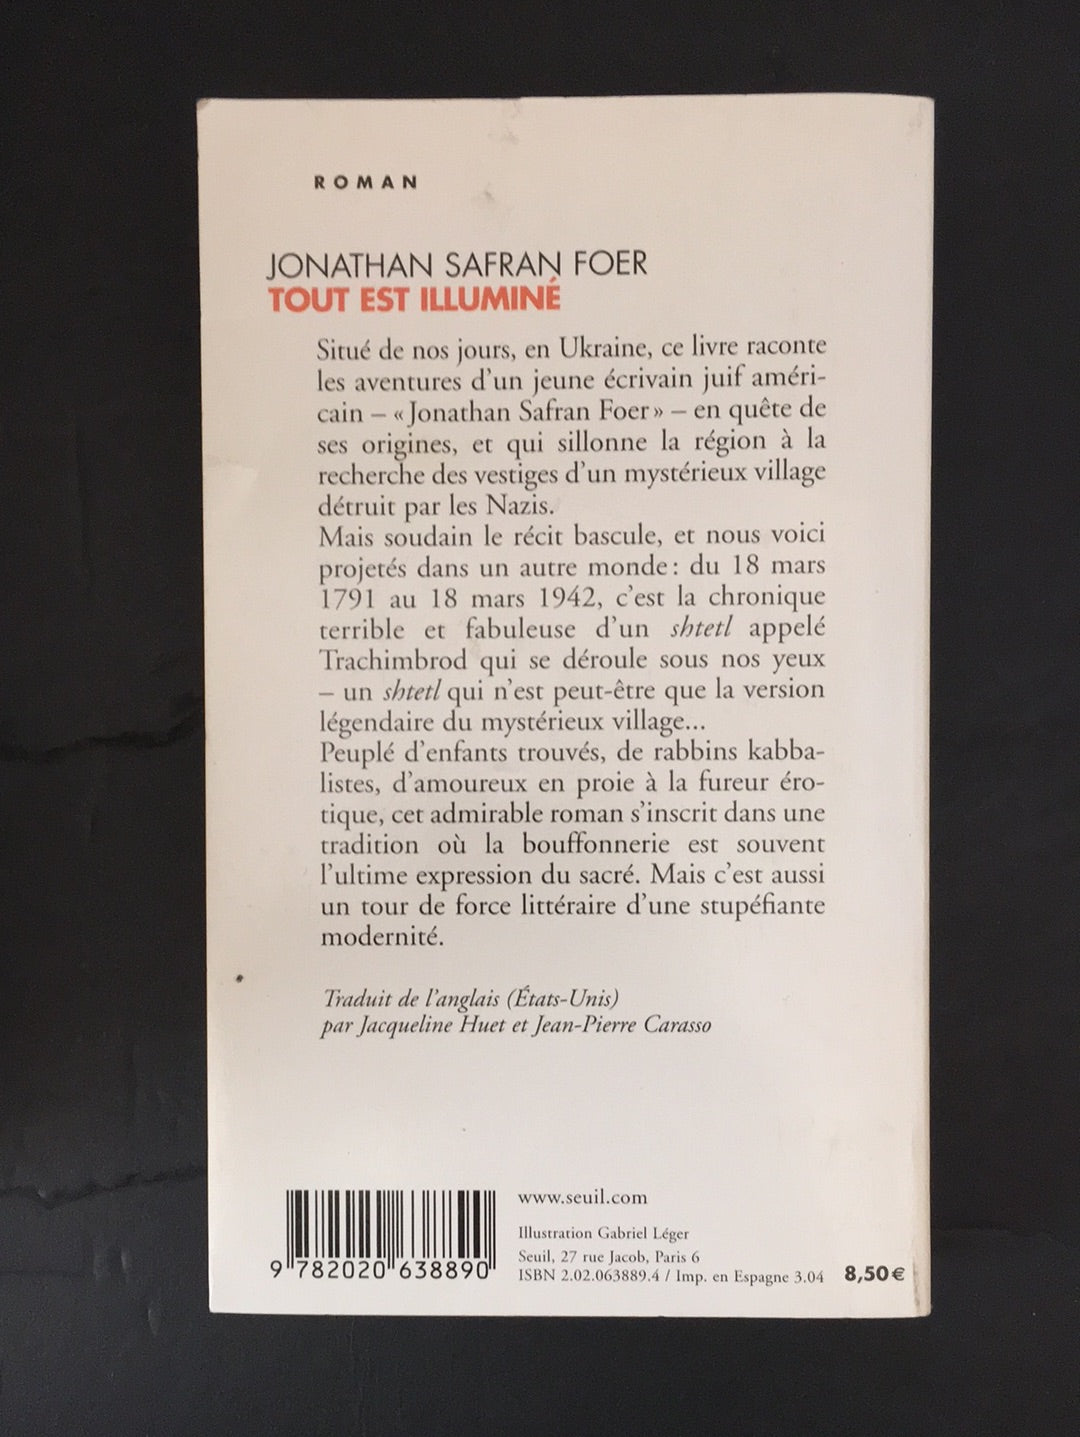 ROMAN
JONATHAN SAFRAN FOER
TOUT EST ILLUMINÉ
Situé de nos jours, en Ukraine, ce livre raconte
les aventures d'un jeune écrivain juif améri-
cain – « Jonathan Safran Foer » – en quête de
ses origines, et qui sillonne la région à la
recherche des vestiges d'un mystérieux village
détruit par les Nazis.
Mais soudain le récit bascule, et nous voici
projetés dans un autre monde : du 18 mars
1791 au 18 mars 1942, c'est la chronique
terrible et fabuleuse d'un shtetl appelé
Trachimbrod qui se déroule sous nos yeux
– un shtetl qui n'est peut-être que la version
légendaire du mystérieux village...
Peuplé d'enfants trouvés, de rabbins kabba-
listes, d'amoureux en proie à la fureur éro-
tique, cet admirable roman s'inscrit dans une
tradition où la bouffonnerie est souvent
l'ultime expression du sacré. Mais c'est aussi
un tour de force littéraire d'une stupéfiante
modernité.
Traduit de l'anglais (États-Unis)
par Jacqueline Huet et Jean-Pierre Carasso
www.seuil.com
Illustration Gabriel Léger
Seuil, 27 rue Jacob, Paris 6
ISBN 2.02.063889.4 / Imp. en Espagne 3.04 8,50 €
9 782020 638890